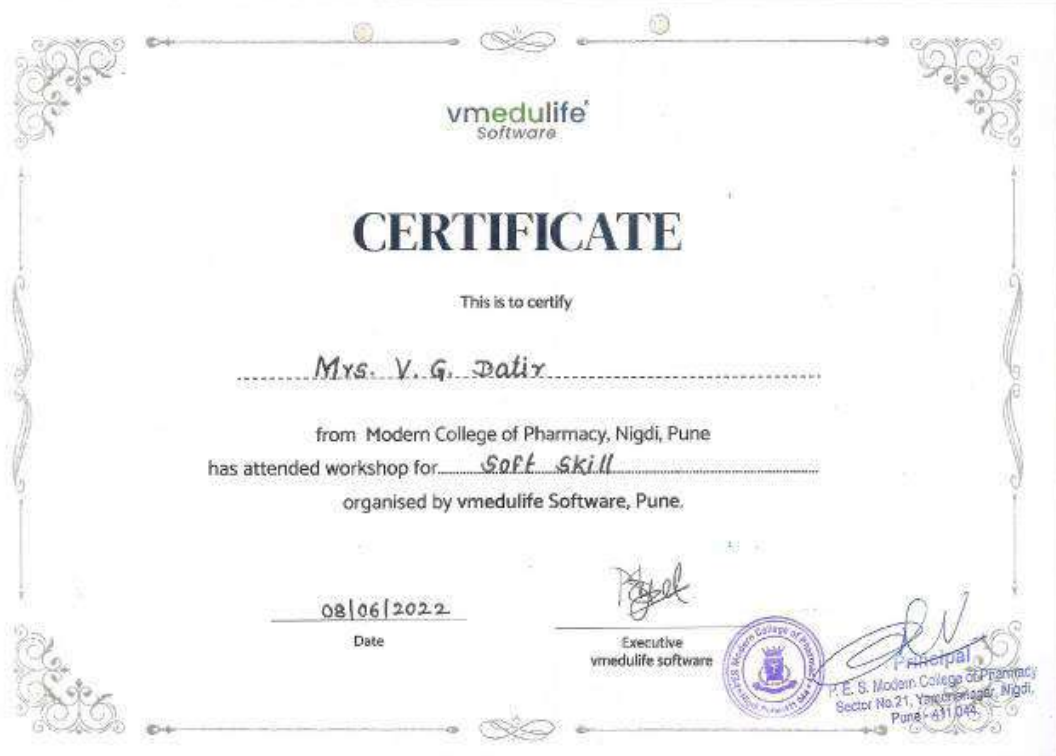 vmedulife
Software
CERTIFICATE
This is to certify
Mrs. V. G. Datir
from Modern College of Pharmacy, Nigdi, Pune
has attended workshop for Soft Skill
organised by vmedulife Software, Pune.
08/06/2022
Date
Executive
vmedulife software
Principal
P. E. S. Modern College Of Pharmacy
Sector No.21, Yamunanagar, Nigdi,
Pune - 411 044.